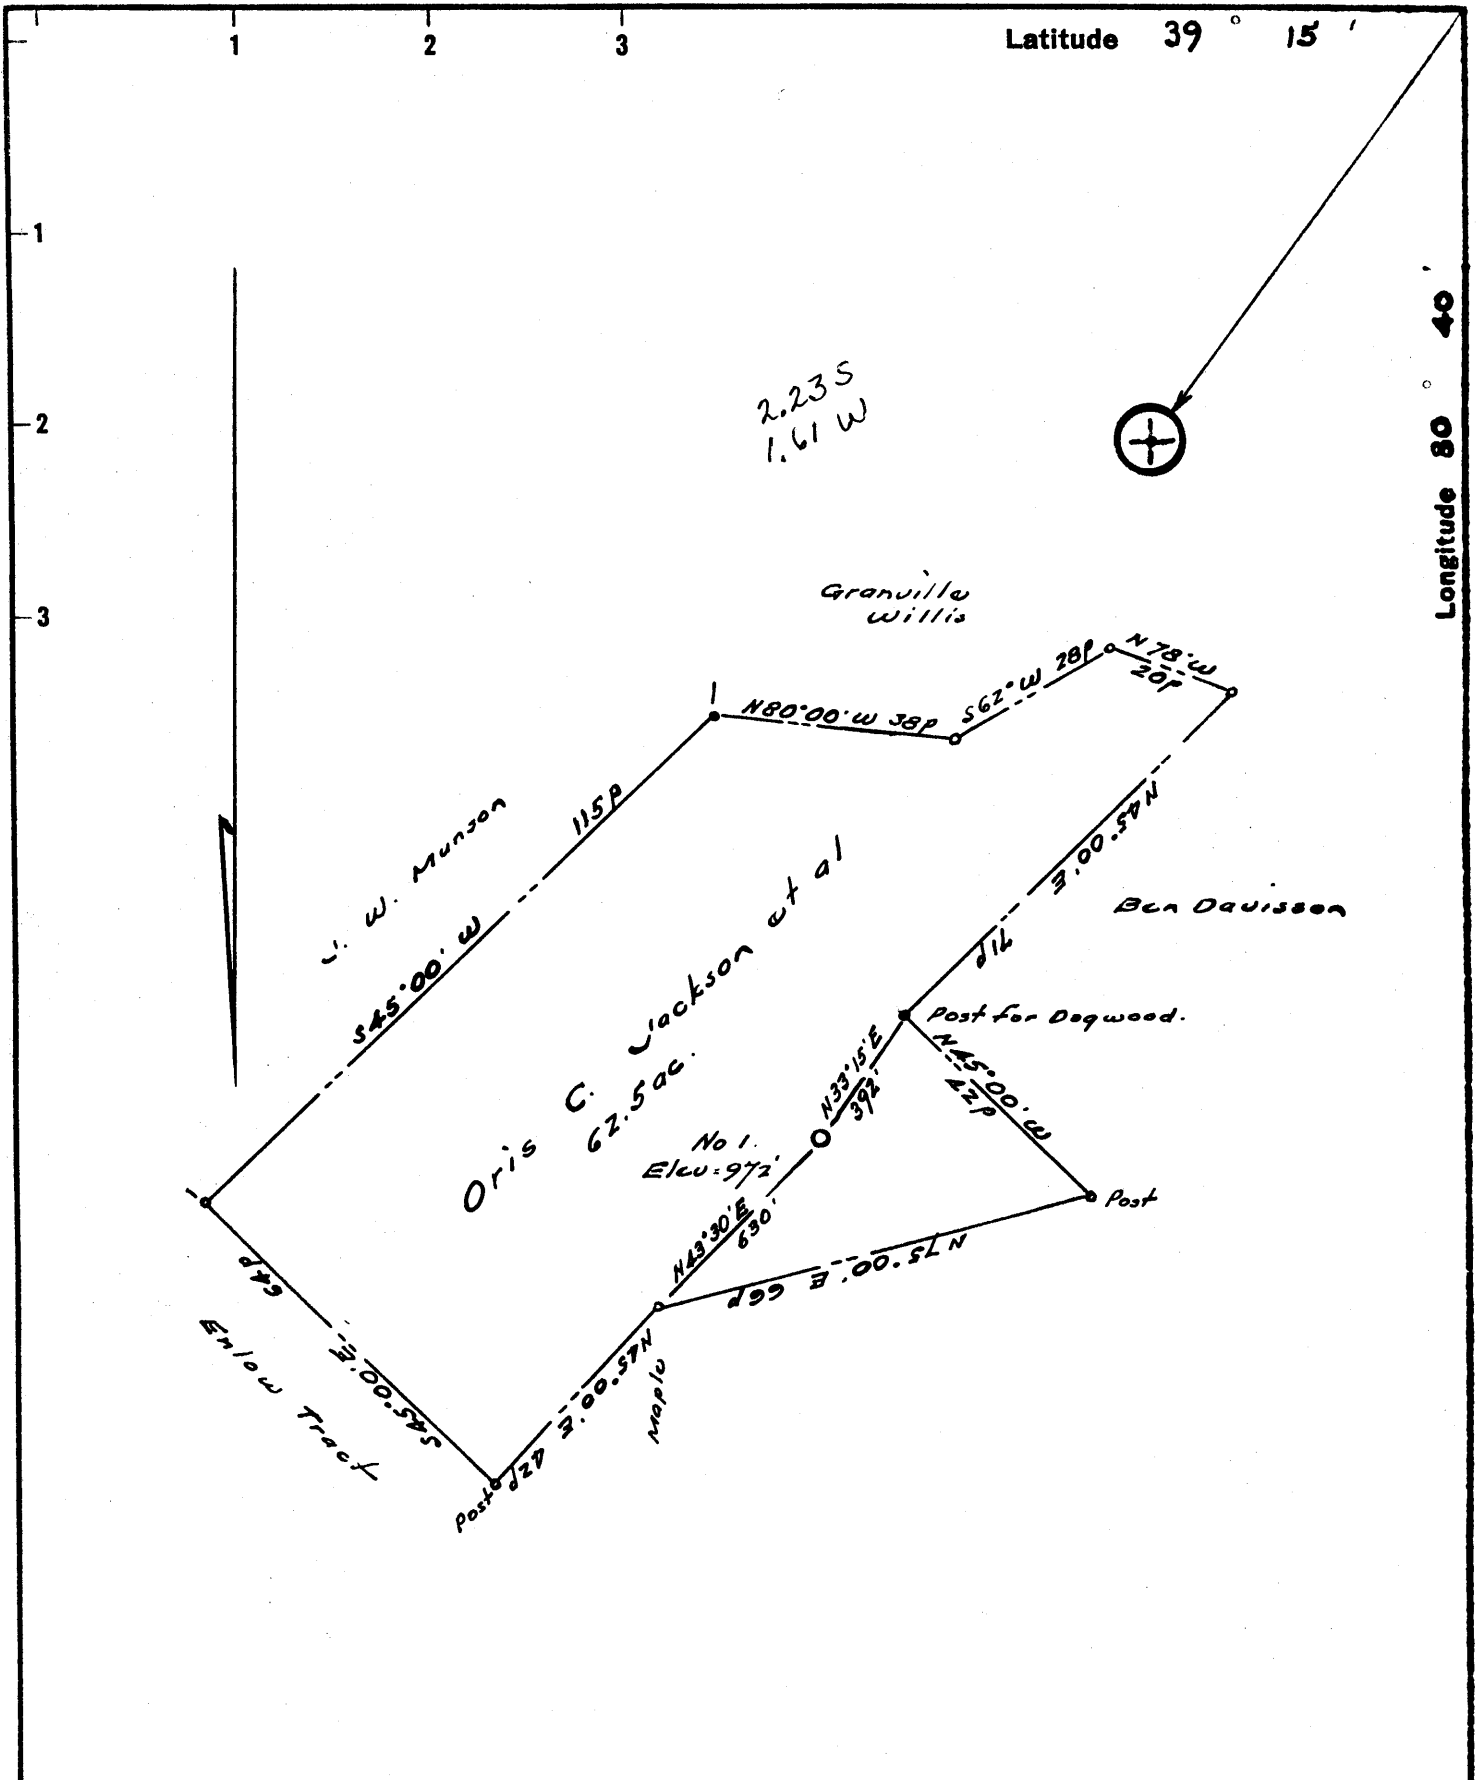 1 2 3 Latitude 39 ° 15 '
1
2
3
Longitude 80 ° 40 '
2.23 S
1.61 W
Granville
Willis
N 78° W
20P
S 62° W 28P
N80°00' W 38P
115P
S45°00' W
J. W. Munson
N45°00' E
71P
Ben Davisson
Oris C. Jackson et al
62.5 ac.
Post for Dogwood.
N45°00' W
42P
N33°15' E
392'
No 1.
Elev = 972'
Post
N43°30' E
630'
N75°00' E 66P
64P
S45°00' E
Enlow Tract
N45°00' E 42P
Maple
Post